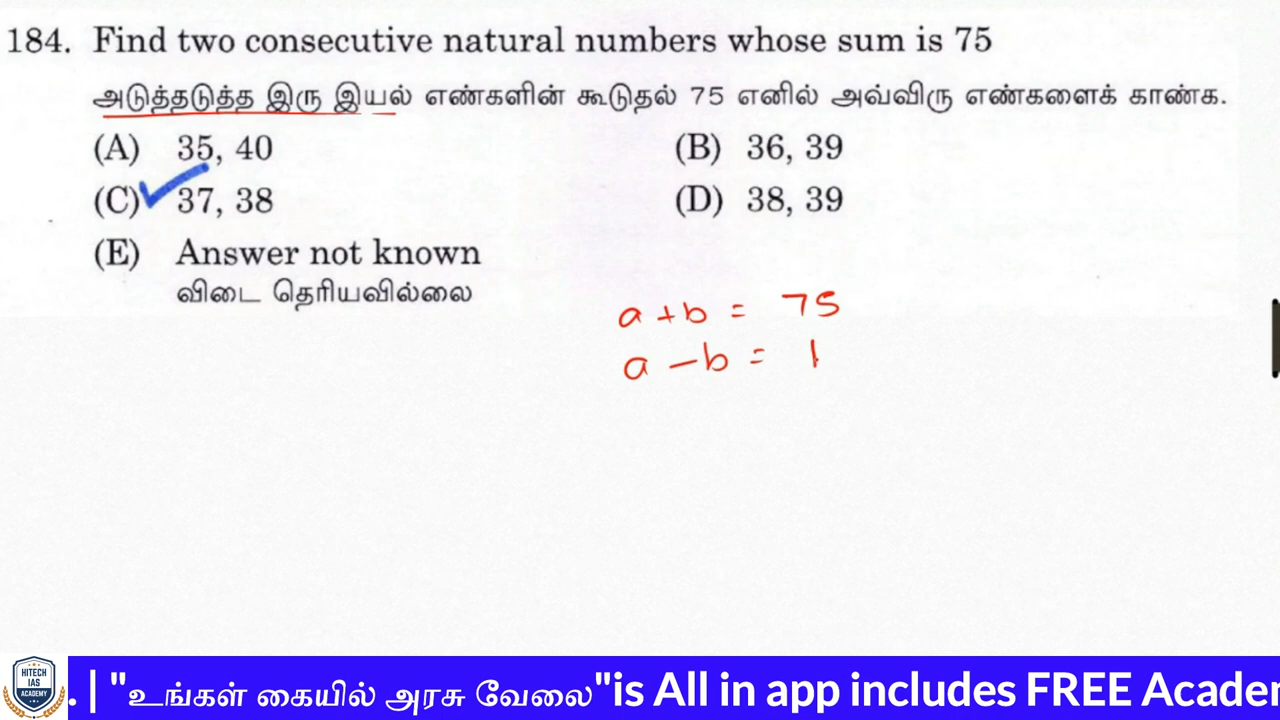 184. Find two consecutive natural numbers whose sum is 75
அடுத்தடுத்த இரு இயல் எண்களின் கூடுதல் 75 எனில் அவ்விரு எண்களைக் காண்க.
(A) 35, 40 (B) 36, 39
(C) 37, 38 (D) 38, 39
(E) Answer not known
விடை தெரியவில்லை
a + b = 75
a - b = 1
HITECH
IAS
ACADEMY
. | "உங்கள் கையில் அரசு வேலை"is All in app includes FREE Acader